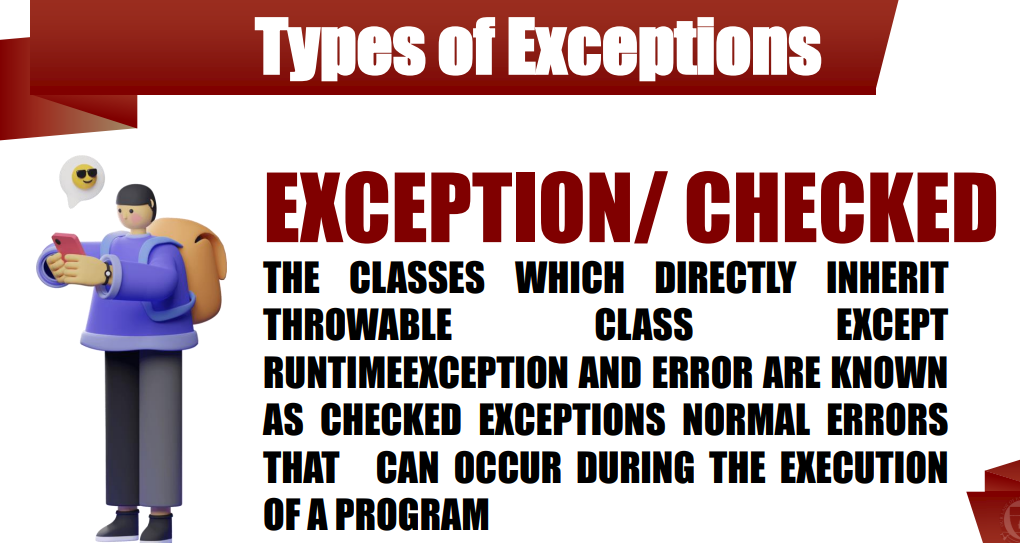 Types of Exceptions
EXCEPTION/ CHECKED
THE CLASSES WHICH DIRECTLY INHERIT
THROWABLE CLASS EXCEPT
RUNTIMEEXCEPTION AND ERROR ARE KNOWN
AS CHECKED EXCEPTIONS NORMAL ERRORS
THAT CAN OCCUR DURING THE EXECUTION
OF A PROGRAM